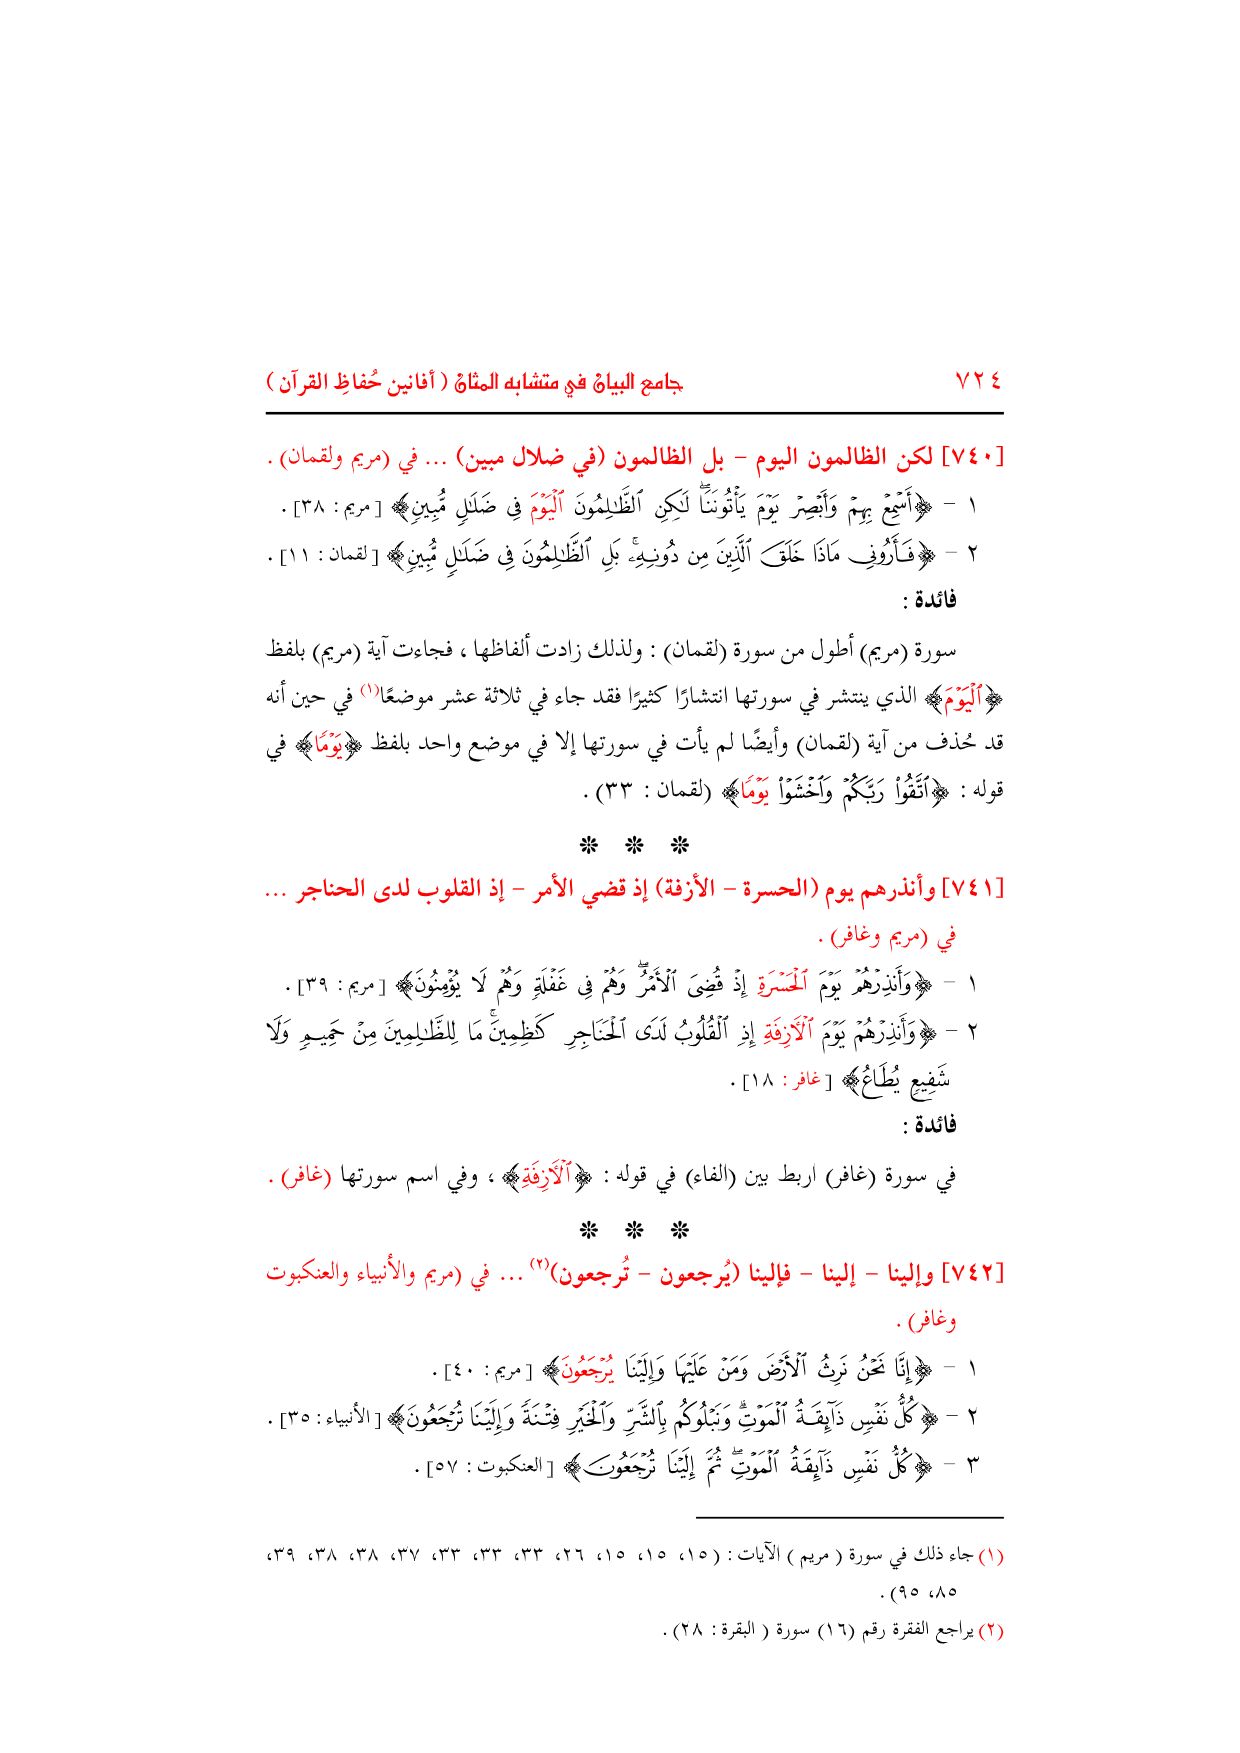 ٧٢٤ جامع البيان في متشابه المثان ( أفانين حُفاظِ القرآن )
[٧٤٠] لكن الظالمون اليوم – بل الظالمون (في ضلال مبين) ... في (مريم ولقمان) .
١ – ﴿أَسْمِعْ بِهِمْ وَأَبْصِرْ يَوْمَ يَأْتُونَنَا ۖ لَٰكِنِ ٱلظَّٰلِمُونَ ٱلْيَوْمَ فِى ضَلَٰلٍ مُّبِينٍ﴾ [مريم : ٣٨] .
٢ – ﴿فَأَرُونِى مَاذَا خَلَقَ ٱلَّذِينَ مِن دُونِهِۦ ۚ بَلِ ٱلظَّٰلِمُونَ فِى ضَلَٰلٍ مُّبِينٍ﴾ [لقمان : ١١] .
فائدة :
سورة (مريم) أطول من سورة (لقمان) : ولذلك زادت ألفاظها ، فجاءت آية (مريم) بلفظ
﴿ٱلْيَوْمَ﴾ الذي ينتشر في سورتها انتشارًا كثيرًا فقد جاء في ثلاثة عشر موضعًا(١) في حين أنه
قد حُذف من آية (لقمان) وأيضًا لم يأت في سورتها إلا في موضع واحد بلفظ ﴿يَوْمًا﴾ في
قوله : ﴿ٱتَّقُوا۟ رَبَّكُمْ وَٱخْشَوْا۟ يَوْمًا﴾ (لقمان : ٣٣) .
❊ ❊ ❊
[٧٤١] وأنذرهم يوم (الحسرة – الأزفة) إذ قضي الأمر – إذ القلوب لدى الحناجر ...
في (مريم وغافر) .
١ – ﴿وَأَنذِرْهُمْ يَوْمَ ٱلْحَسْرَةِ إِذْ قُضِىَ ٱلْأَمْرُ ۖ وَهُمْ فِى غَفْلَةٍ وَهُمْ لَا يُؤْمِنُونَ﴾ [مريم : ٣٩] .
٢ – ﴿وَأَنذِرْهُمْ يَوْمَ ٱلْأَزِفَةِ إِذِ ٱلْقُلُوبُ لَدَى ٱلْحَنَاجِرِ كَٰظِمِينَ ۚ مَا لِلظَّٰلِمِينَ مِنْ حَمِيمٍ وَلَا
شَفِيعٍ يُطَاعُ﴾ [غافر : ١٨] .
فائدة :
في سورة (غافر) اربط بين (الفاء) في قوله : ﴿ٱلْأَزِفَةِ﴾ ، وفي اسم سورتها (غافر) .
❊ ❊ ❊
[٧٤٢] وإلينا – إلينا – فإلينا (يُرجعون – تُرجعون)(٢) ... في (مريم والأنبياء والعنكبوت
وغافر) .
١ – ﴿إِنَّا نَحْنُ نَرِثُ ٱلْأَرْضَ وَمَنْ عَلَيْهَا وَإِلَيْنَا يُرْجَعُونَ﴾ [مريم : ٤٠] .
٢ – ﴿كُلُّ نَفْسٍ ذَآئِقَةُ ٱلْمَوْتِ ۗ وَنَبْلُوكُم بِٱلشَّرِّ وَٱلْخَيْرِ فِتْنَةً ۖ وَإِلَيْنَا تُرْجَعُونَ﴾ [الأنبياء : ٣٥] .
٣ – ﴿كُلُّ نَفْسٍ ذَآئِقَةُ ٱلْمَوْتِ ۖ ثُمَّ إِلَيْنَا تُرْجَعُونَ﴾ [العنكبوت : ٥٧] .
(١) جاء ذلك في سورة ( مريم ) الآيات : (١٥، ١٥، ١٥، ٢٦، ٣٣، ٣٣، ٣٣، ٣٧، ٣٨، ٣٨، ٣٩،
٨٥، ٩٥) .
(٢) يراجع الفقرة رقم (١٦) سورة ( البقرة : ٢٨) .